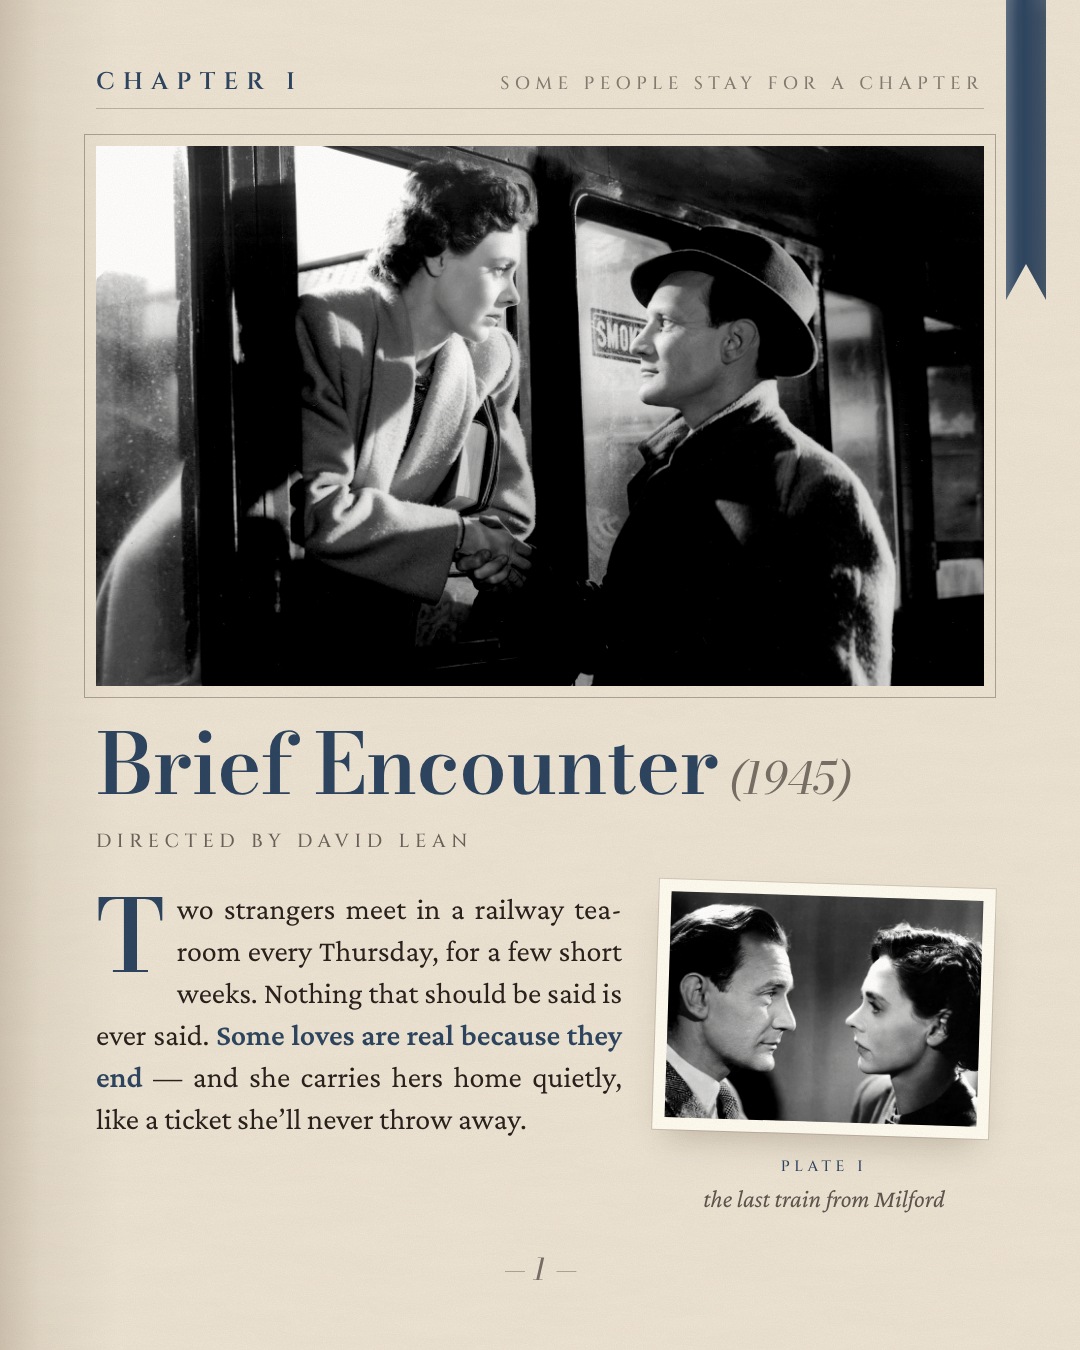 CHAPTER I
SOME PEOPLE STAY FOR A CHAPTER
Brief Encounter (1945)
DIRECTED BY DAVID LEAN
Two strangers meet in a railway tea-
room every Thursday, for a few short
weeks. Nothing that should be said is
ever said. Some loves are real because they
end — and she carries hers home quietly,
like a ticket she’ll never throw away.
PLATE I
the last train from Milford
— 1 —